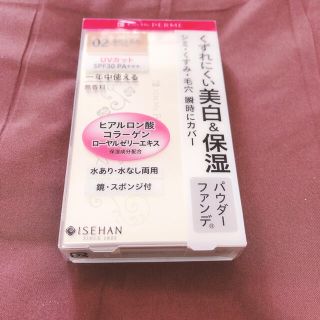 PERME
02
UVカット
SPF30 PA+++
一年中使える
無香料
くずれにくい美白&保湿
シミ・くすみ・毛穴 瞬時にカバー
ヒアルロン酸
コラーゲン
ローヤルゼリーエキス
保湿成分配合
水あり・水なし両用
鏡・スポンジ付
パウダー
ファンデ
ISEHAN
SINCE 1825